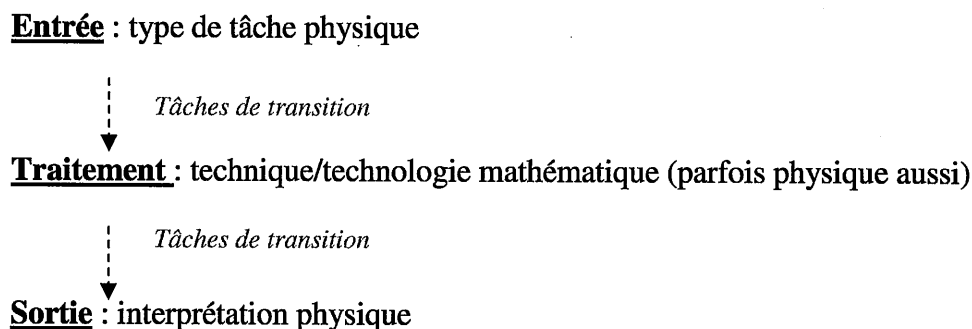 Entrée : type de tâche physique
Tâches de transition
Traitement : technique/technologie mathématique (parfois physique aussi)
Tâches de transition
Sortie : interprétation physique